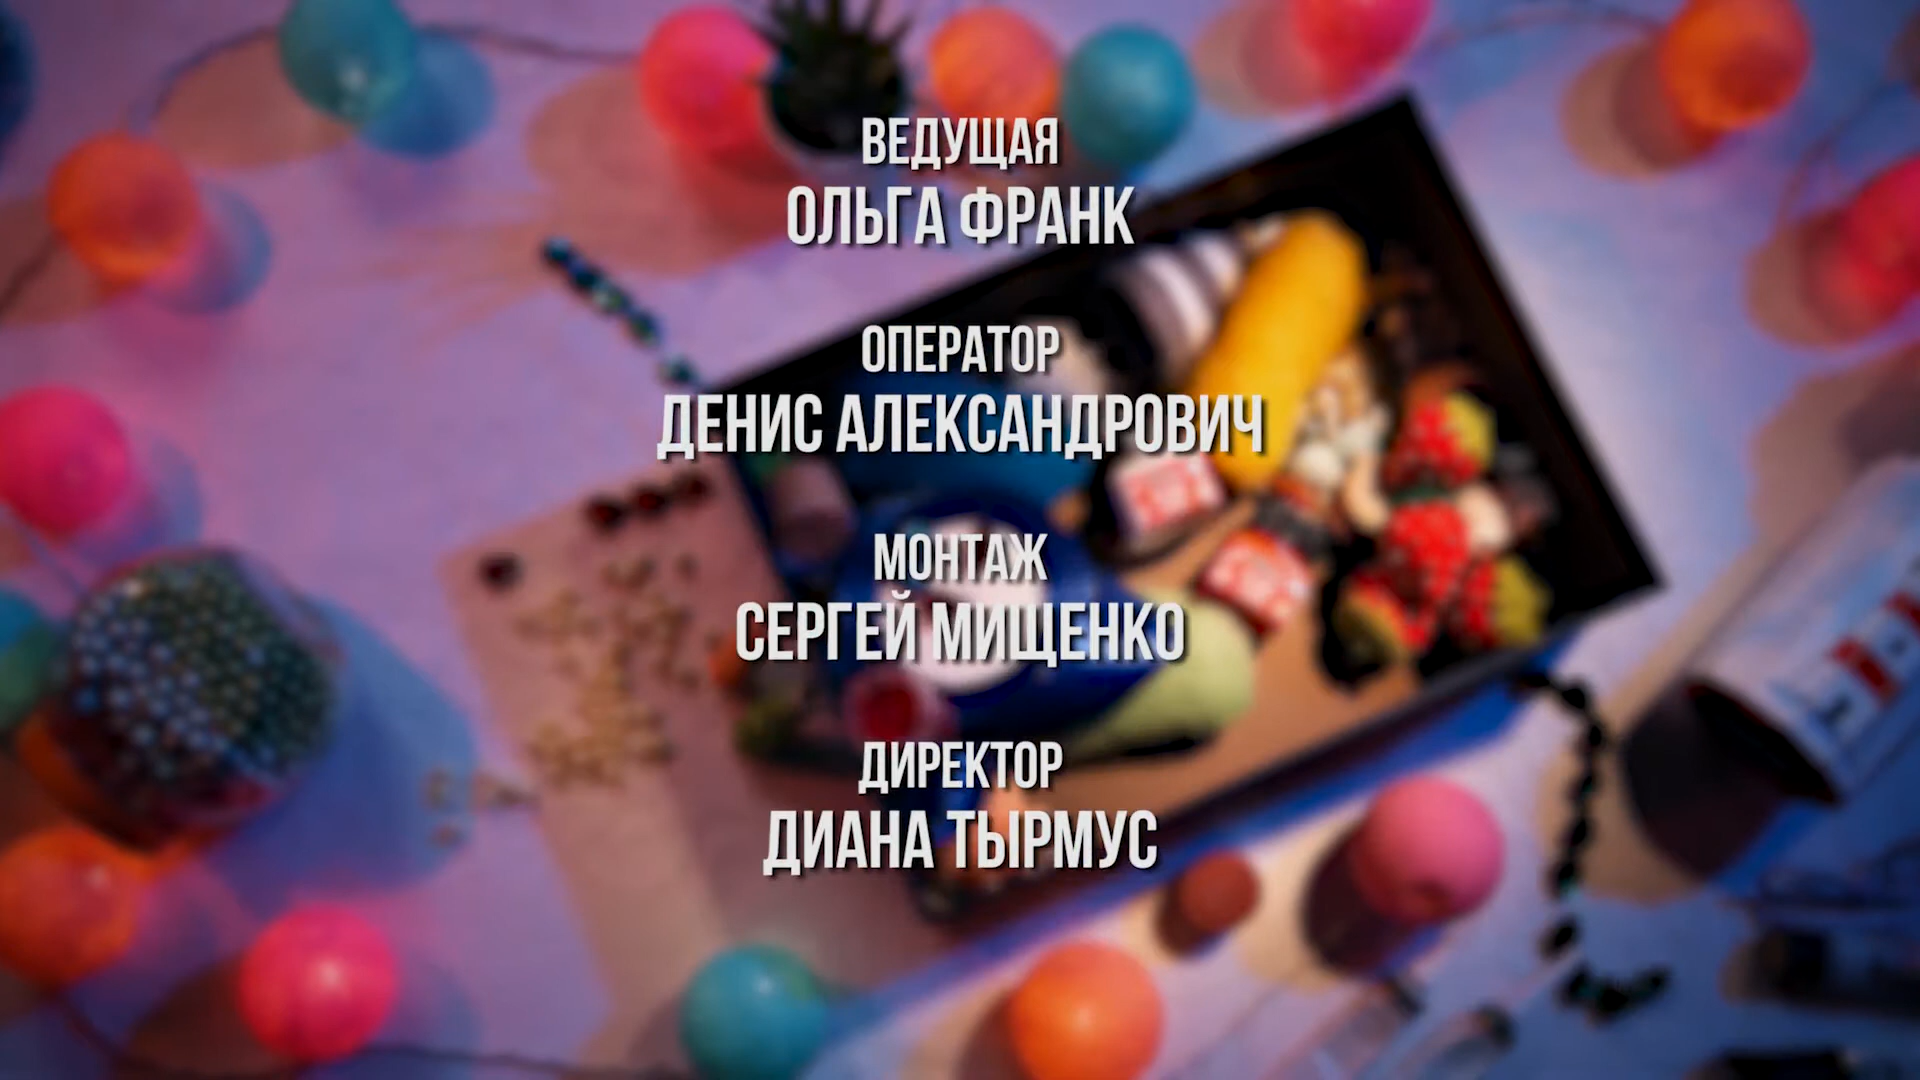 ВЕДУЩАЯ
ОЛЬГА ФРАНК
ОПЕРАТОР
ДЕНИС АЛЕКСАНДРОВИЧ
МОНТАЖ
СЕРГЕЙ МИЩЕНКО
ДИРЕКТОР
ДИАНА ТЫРМУС